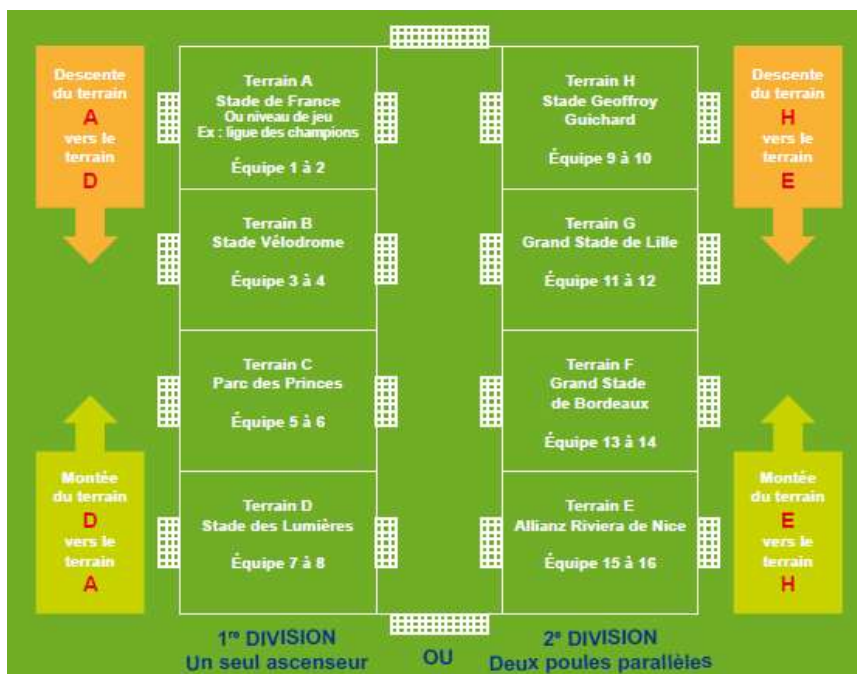 Descente
du terrain
A
vers le
terrain
D
Montée
du terrain
D
vers le
terrain
A
Terrain A
Stade de France
Ou niveau de jeu
Ex : ligue des champions
Équipe 1 à 2
Terrain B
Stade Vélodrome
Équipe 3 à 4
Terrain C
Parc des Princes
Équipe 5 à 6
Terrain D
Stade des Lumières
Équipe 7 à 8
Terrain H
Stade Geoffroy
Guichard
Équipe 9 à 10
Terrain G
Grand Stade de Lille
Équipe 11 à 12
Terrain F
Grand Stade
de Bordeaux
Équipe 13 à 14
Terrain E
Allianz Riviera de Nice
Équipe 15 à 16
Descente
du terrain
H
vers le
terrain
E
Montée
du terrain
E
vers le
terrain
H
1re DIVISION
Un seul ascenseur
OU
2e DIVISION
Deux poules parallèles